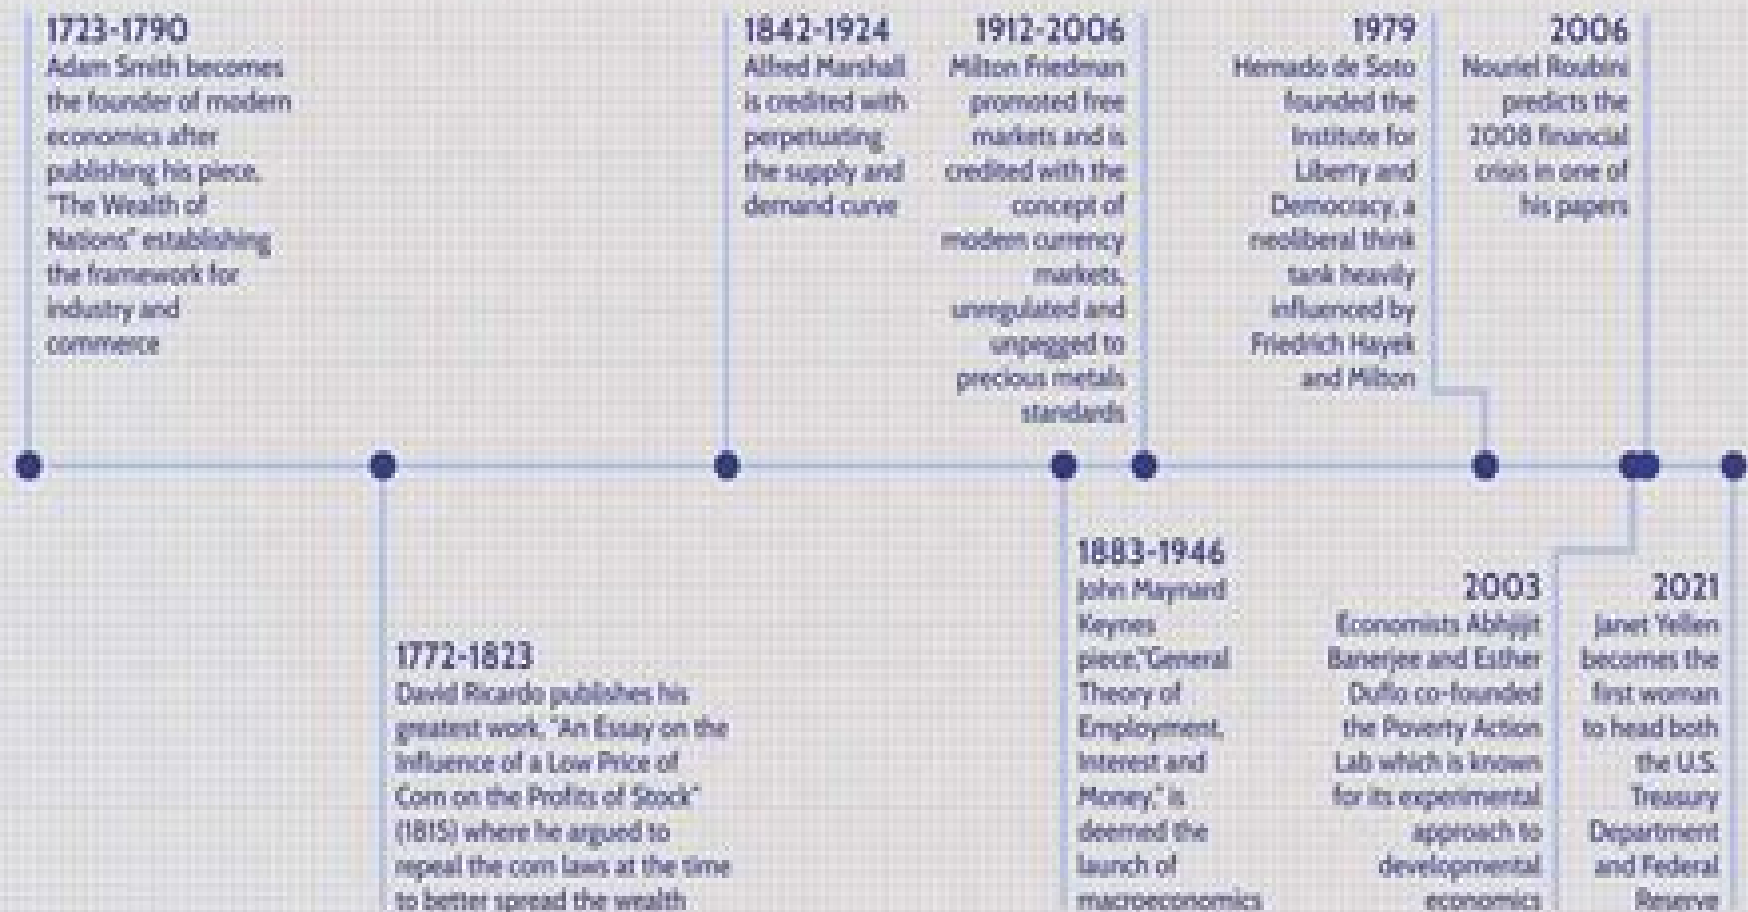 1723-1790
Adam Smith becomes
the founder of modern
economics after
publishing his piece,
"The Wealth of
Nations" establishing
the framework for
industry and
commerce
1772-1823
David Ricardo publishes his
greatest work, "An Essay on the
Influence of a Low Price of
Corn on the Profits of Stock"
(1815) where he argued to
repeal the corn laws at the time
to better spread the wealth
1842-1924
Alfred Marshall
is credited with
perpetuating
the supply and
demand curve
1883-1946
John Maynard
Keynes
piece,"General
Theory of
Employment,
Interest and
Money," is
deemed the
launch of
macroeconomics
1912-2006
Milton Friedman
promoted free
markets and is
credited with the
concept of
modern currency
markets,
unregulated and
unpegged to
precious metals
standards
1979
Hernado de Soto
founded the
Institute for
Liberty and
Democracy, a
neoliberal think
tank heavily
influenced by
Friedrich Hayek
and Milton
2003
Economists Abhijit
Banerjee and Esther
Duflo co-founded
the Poverty Action
Lab which is known
for its experimental
approach to
developmental
economics
2006
Nouriel Roubini
predicts the
2008 financial
crisis in one of
his papers
2021
Janet Yellen
becomes the
first woman
to head both
the U.S.
Treasury
Department
and Federal
Reserve